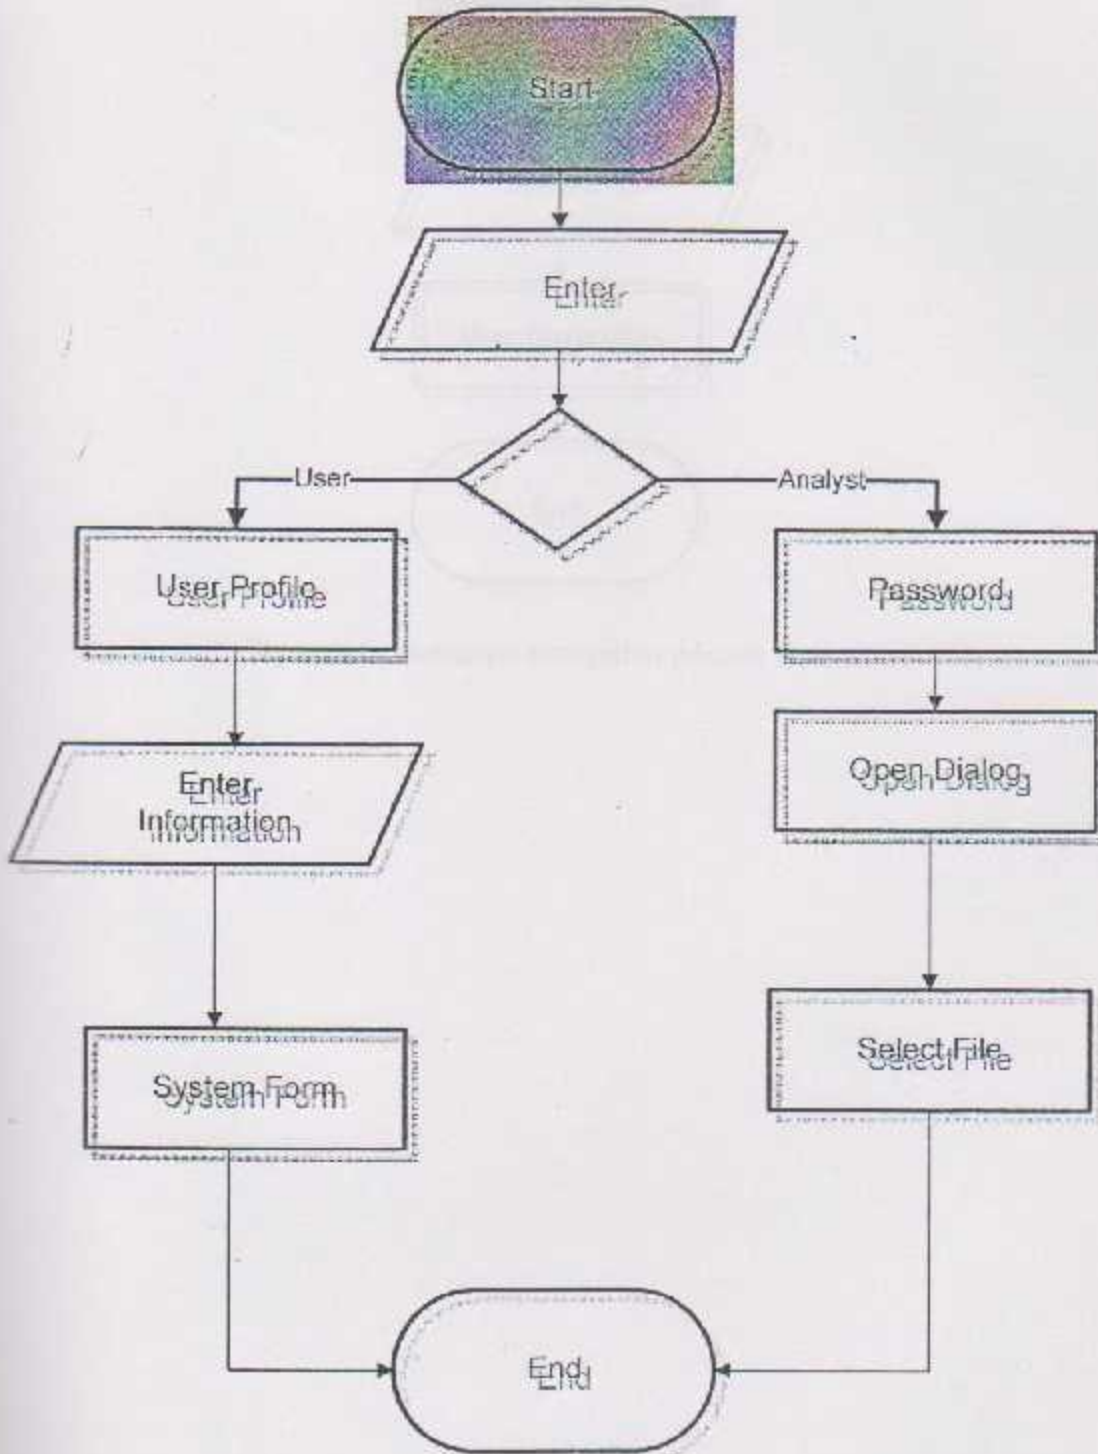 Start
Enter
User
Analyst
User Profile
Password
Enter
Information
Open Dialog
System Form
Select File
End